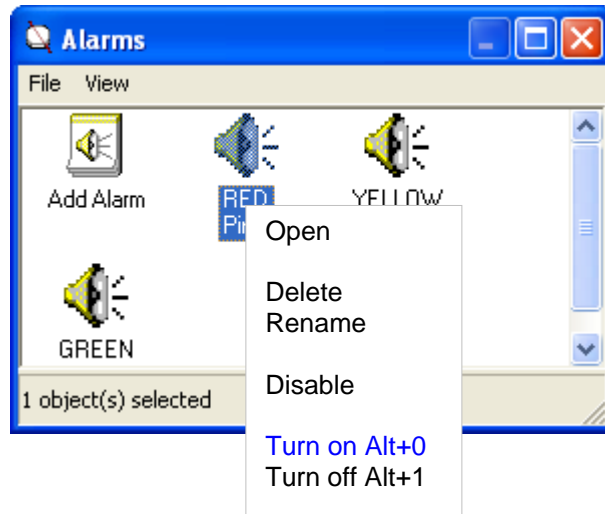 Alarms
File View
Add Alarm
RED
YELLOW
Open
Delete
Rename
GREEN
Disable
1 object(s) selected
Turn on Alt+0
Turn off Alt+1